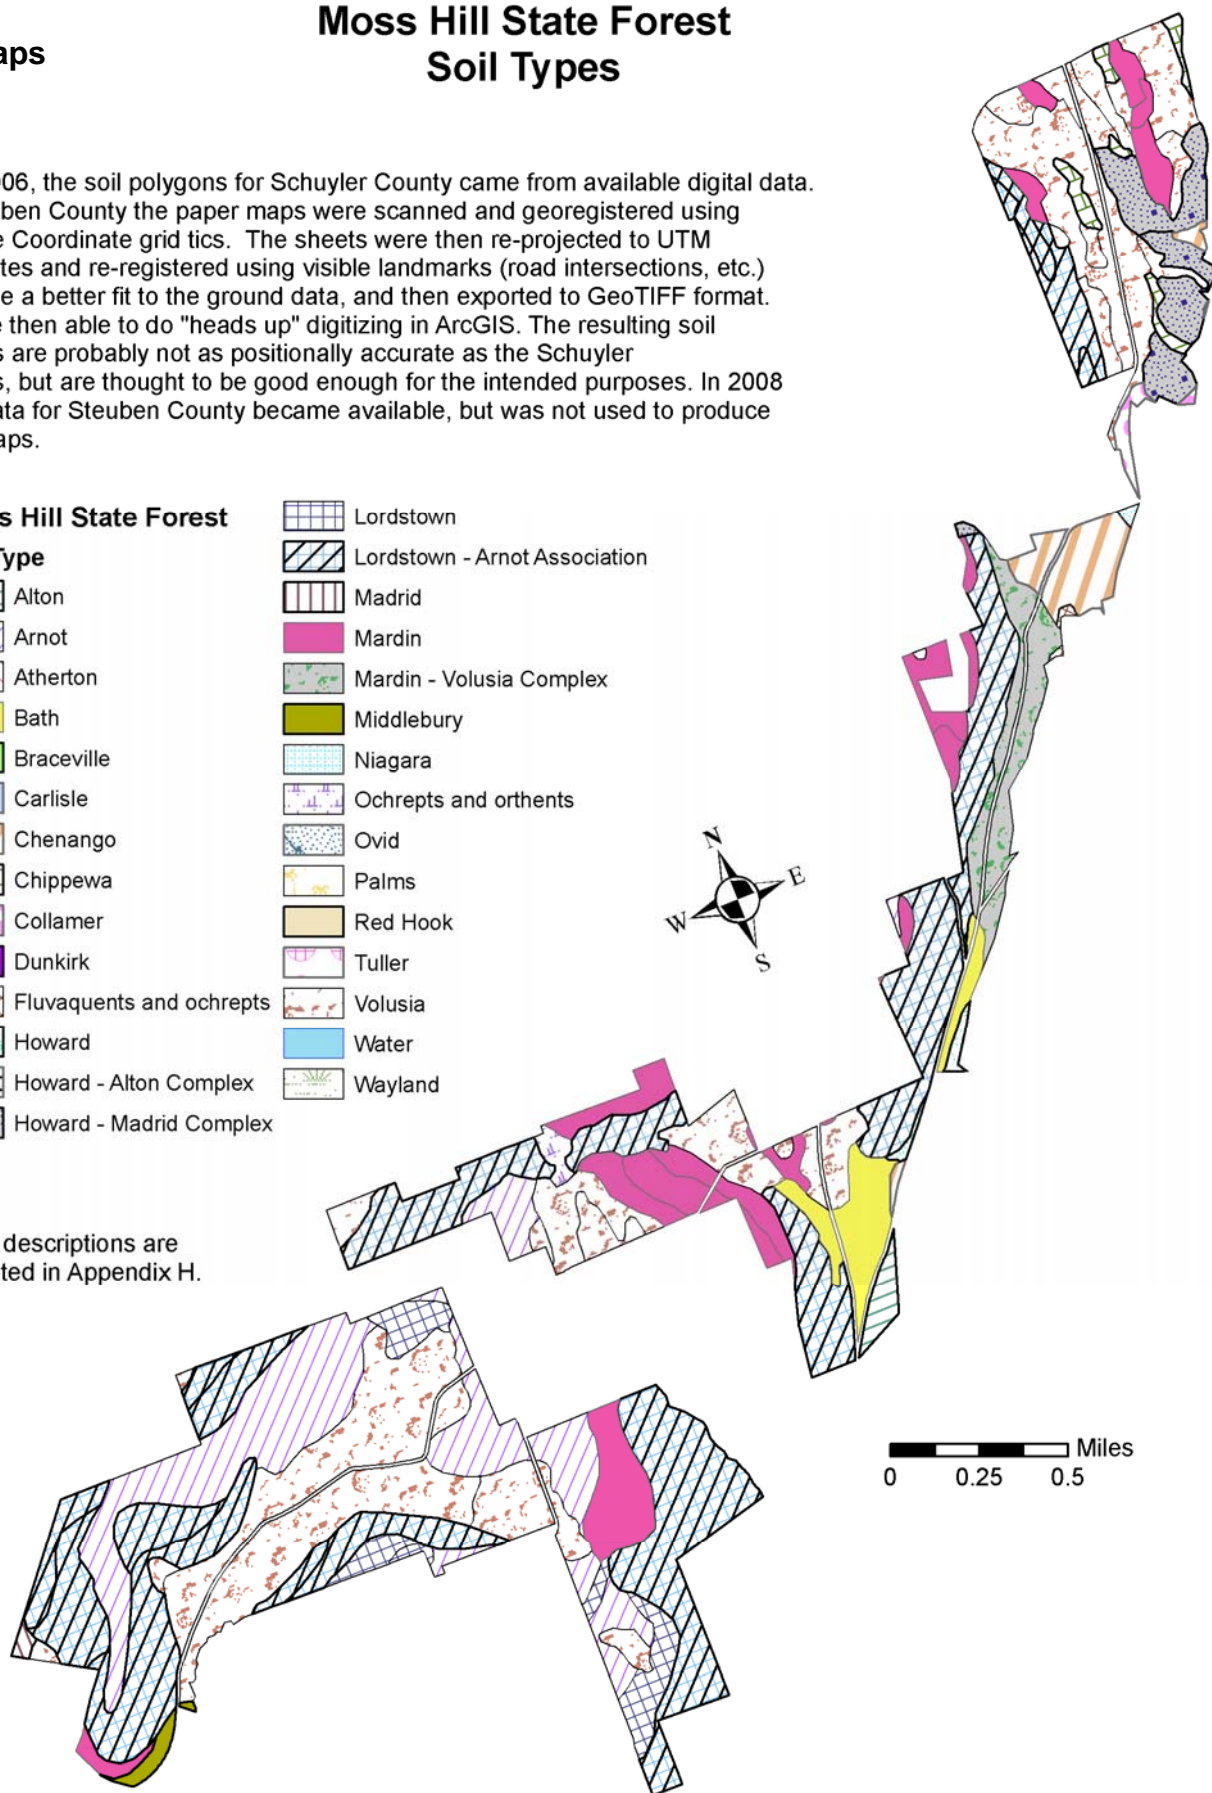 Moss Hill State Forest
Soil Types
aps
06, the soil polygons for Schuyler County came from available digital data.
ben County the paper maps were scanned and georegistered using
e Coordinate grid tics. The sheets were then re-projected to UTM
tes and re-registered using visible landmarks (road intersections, etc.)
e a better fit to the ground data, and then exported to GeoTIFF format.
e then able to do "heads up" digitizing in ArcGIS. The resulting soil
s are probably not as positionally accurate as the Schuyler
s, but are thought to be good enough for the intended purposes. In 2008
ata for Steuben County became available, but was not used to produce
aps.
s Hill State Forest
Type
Alton
Arnot
Atherton
Bath
Braceville
Carlisle
Chenango
Chippewa
Collamer
Dunkirk
Fluvaquents and ochrepts
Howard
Howard - Alton Complex
Howard - Madrid Complex
Lordstown
Lordstown - Arnot Association
Madrid
Mardin
Mardin - Volusia Complex
Middlebury
Niagara
Ochrepts and orthents
Ovid
Palms
Red Hook
Tuller
Volusia
Water
Wayland
N
E
W
S
descriptions are
ted in Appendix H.
Miles
0 0.25 0.5